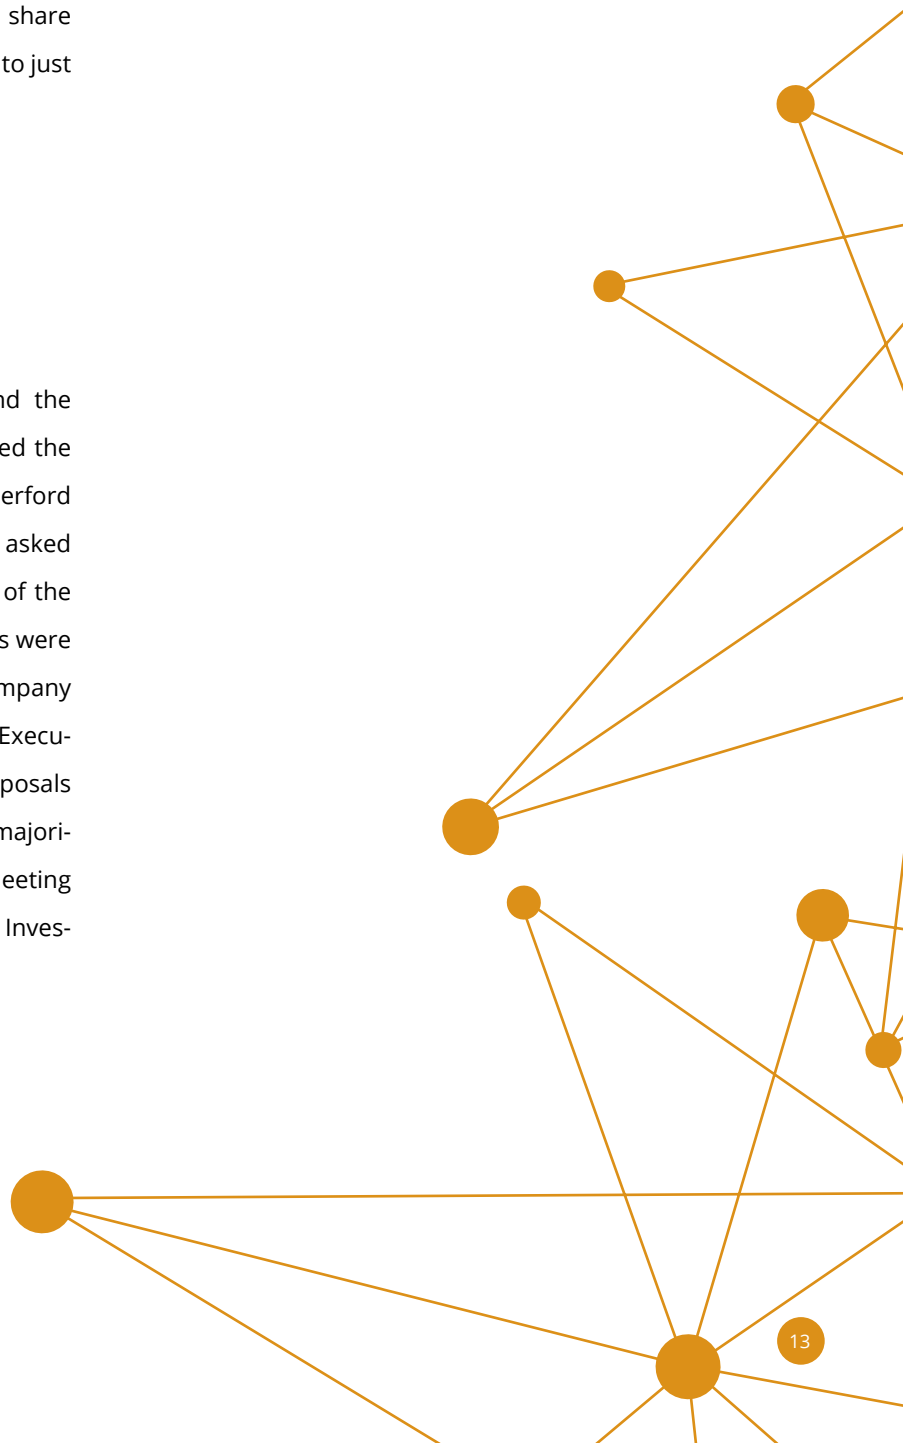 share
to just
nd the
ed the
erford
asked
of the
s were
mpany
Execu-
posals
majori-
eeting
Inves-
13